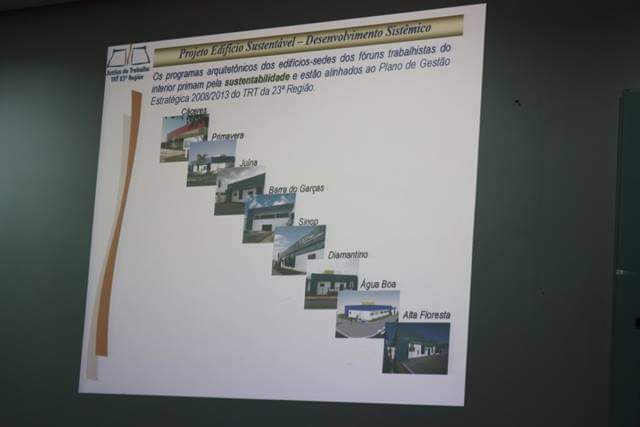 Projeto Edifício Sustentável – Desenvolvimento Sistêmico
Justiça do Trabalho
TRT 23ª Região
Os programas arquitetônicos dos edifícios-sedes dos fóruns trabalhistas do
interior primam pela sustentabilidade e estão alinhados ao Plano de Gestão
Estratégica 2008/2013 do TRT da 23ª Região.
Cáceres
Primavera
Juína
Barra do Garças
Sinop
Diamantino
Água Boa
Alta Floresta